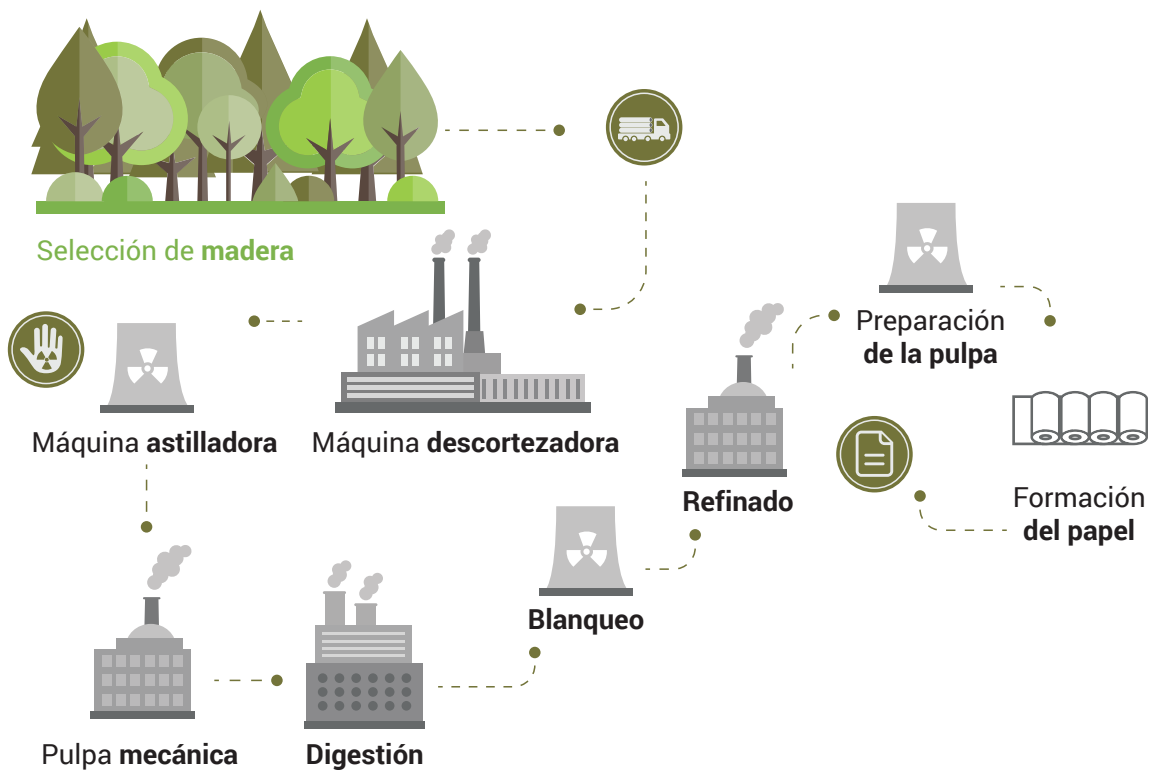 Selección de madera
Máquina descortezadora
Máquina astilladora
Pulpa mecánica
Digestión
Blanqueo
Refinado
Preparación
de la pulpa
Formación
del papel